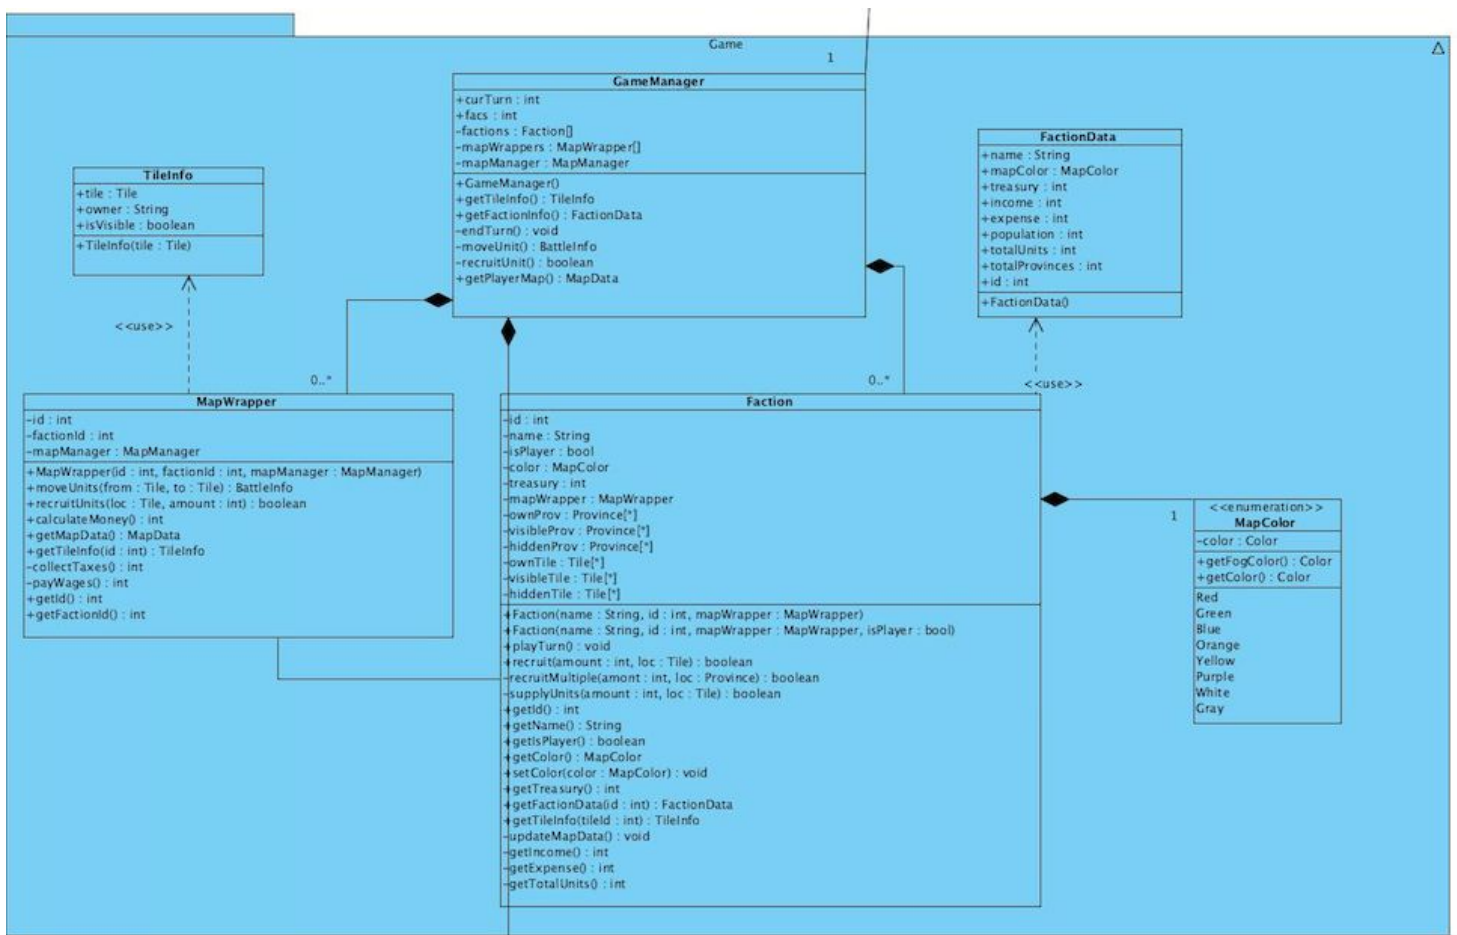 Game
1
GameManager
+curTurn : int
+facs : int
-factions : Faction[]
-mapWrappers : MapWrapper[]
-mapManager : MapManager
+GameManager()
+getTileInfo() : TileInfo
+getFactionInfo() : FactionData
-endTurn() : void
-moveUnit() : BattleInfo
-recruitUnit() : boolean
+getPlayerMap() : MapData
FactionData
+name : String
+mapColor : MapColor
+treasury : int
+income : int
+expense : int
+population : int
+totalUnits : int
+totalProvinces : int
+id : int
+FactionData()
TileInfo
+tile : Tile
+owner : String
+isVisible : boolean
+TileInfo(tile : Tile)
<<use>>
0..*
0..*
<<use>>
MapWrapper
-id : int
-factionId : int
-mapManager : MapManager
+MapWrapper(id : int, factionId : int, mapManager : MapManager)
+moveUnits(from : Tile, to : Tile) : BattleInfo
+recruitUnits(loc : Tile, amount : int) : boolean
+calculateMoney() : int
+getMapData() : MapData
+getTileInfo(id : int) : TileInfo
-collectTaxes() : int
-payWages() : int
+getId() : int
+getFactionId() : int
Faction
-id : int
-name : String
-isPlayer : bool
-color : MapColor
-treasury : int
-mapWrapper : MapWrapper
-ownProv : Province[*]
-visibleProv : Province[*]
-hiddenProv : Province[*]
-ownTile : Tile[*]
-visibleTile : Tile[*]
-hiddenTile : Tile[*]
+Faction(name : String, id : int, mapWrapper : MapWrapper)
+Faction(name : String, id : int, mapWrapper : MapWrapper, isPlayer : bool)
+playTurn() : void
+recruit(amount : int, loc : Tile) : boolean
-recruitMultiple(amont : int, loc : Province) : boolean
-supplyUnits(amount : int, loc : Tile) : boolean
+getId() : int
+getName() : String
+getIsPlayer() : boolean
+getColor() : MapColor
+setColor(color : MapColor) : void
+getTreasury() : int
+getFactionData(id : int) : FactionData
+getTileInfo(tileId : int) : TileInfo
-updateMapData() : void
-getIncome() : int
-getExpense() : int
-getTotalUnits() : int
1
<<enumeration>>
MapColor
-color : Color
+getFogColor() : Color
+getColor() : Color
Red
Green
Blue
Orange
Yellow
Purple
White
Gray